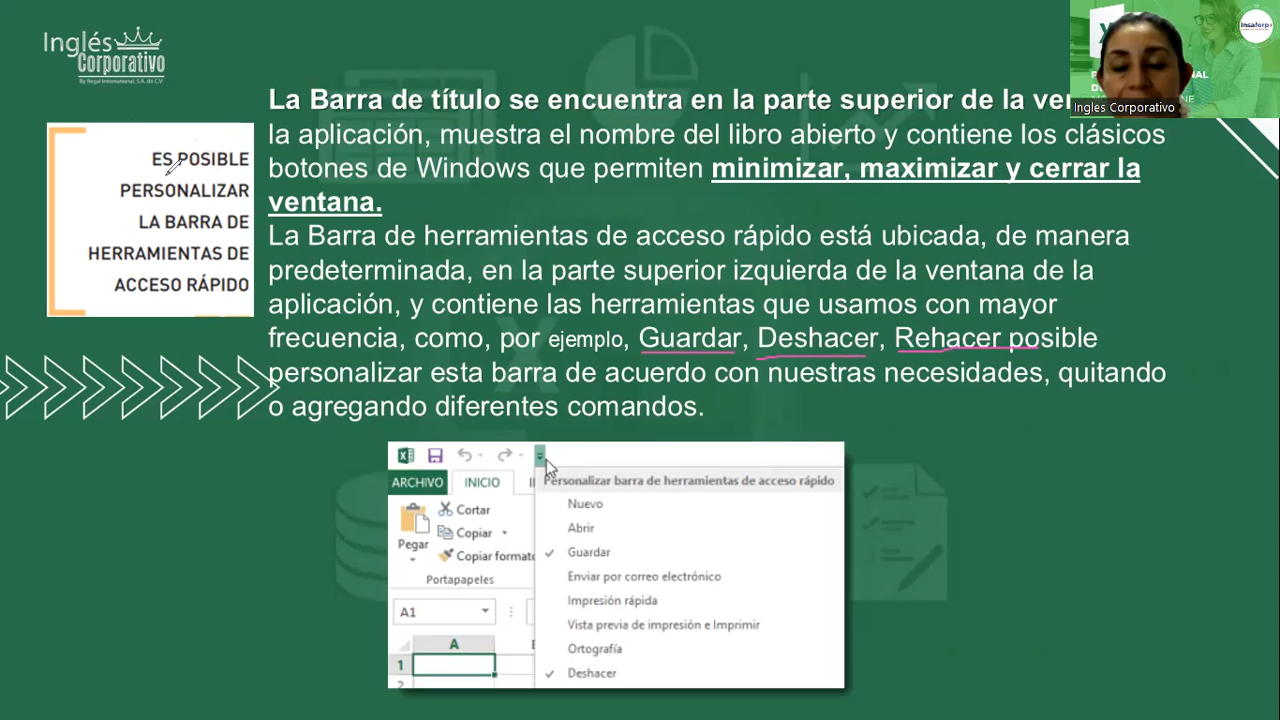 Inglés
Corporativo
By Regal International, S.A. de C.V.
Insaforp
Ingles Corporativo
ES POSIBLE
PERSONALIZAR
LA BARRA DE
HERRAMIENTAS DE
ACCESO RÁPIDO
La Barra de título se encuentra en la parte superior de la
la aplicación, muestra el nombre del libro abierto y contiene los clásicos
botones de Windows que permiten minimizar, maximizar y cerrar la
ventana.
La Barra de herramientas de acceso rápido está ubicada, de manera
predeterminada, en la parte superior izquierda de la ventana de la
aplicación, y contiene las herramientas que usamos con mayor
frecuencia, como, por ejemplo, Guardar, Deshacer, Rehacer posible
personalizar esta barra de acuerdo con nuestras necesidades, quitando
o agregando diferentes comandos.
ARCHIVO INICIO
Cortar
Copiar
Copiar formato
Pegar
Portapapeles
A1
A
1
2
Personalizar barra de herramientas de acceso rápido
Nuevo
Abrir
Guardar
Enviar por correo electrónico
Impresión rápida
Vista previa de impresión e Imprimir
Ortografía
Deshacer